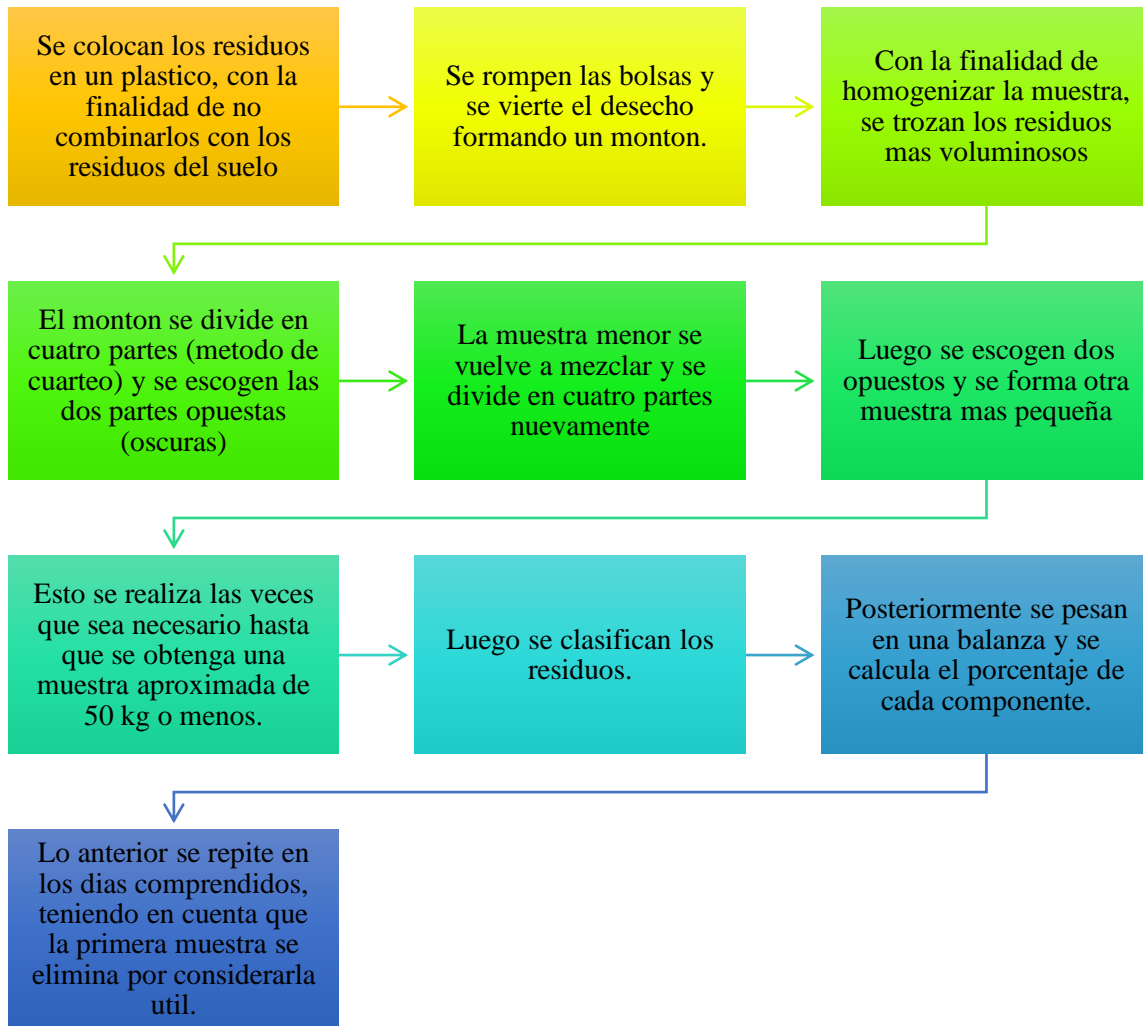 Se colocan los residuos
en un plastico, con la
finalidad de no
combinarlos con los
residuos del suelo
Se rompen las bolsas y
se vierte el desecho
formando un monton.
Con la finalidad de
homogenizar la muestra,
se trozan los residuos
mas voluminosos
El monton se divide en
cuatro partes (metodo de
cuarteo) y se escogen las
dos partes opuestas
(oscuras)
La muestra menor se
vuelve a mezclar y se
divide en cuatro partes
nuevamente
Luego se escogen dos
opuestos y se forma otra
muestra mas pequeña
Esto se realiza las veces
que sea necesario hasta
que se obtenga una
muestra aproximada de
50 kg o menos.
Luego se clasifican los
residuos.
Posteriormente se pesan
en una balanza y se
calcula el porcentaje de
cada componente.
Lo anterior se repite en
los dias comprendidos,
teniendo en cuenta que
la primera muestra se
elimina por considerarla
util.